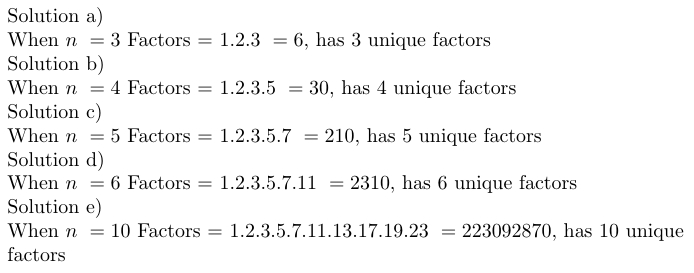 Solution a)
When n = 3 Factors = 1.2.3 = 6, has 3 unique factors
Solution b)
When n = 4 Factors = 1.2.3.5 = 30, has 4 unique factors
Solution c)
When n = 5 Factors = 1.2.3.5.7 = 210, has 5 unique factors
Solution d)
When n = 6 Factors = 1.2.3.5.7.11 = 2310, has 6 unique factors
Solution e)
When n = 10 Factors = 1.2.3.5.7.11.13.17.19.23 = 223092870, has 10 unique
factors